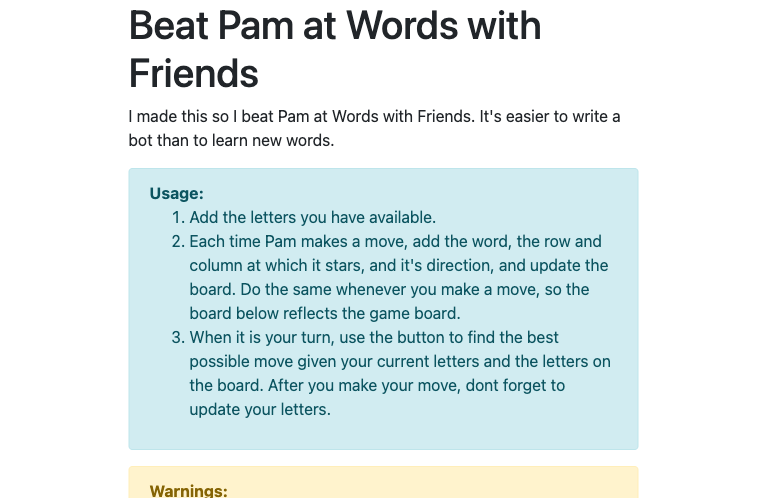 Beat Pam at Words with
Friends
I made this so I beat Pam at Words with Friends. It's easier to write a
bot than to learn new words.
Usage:
1. Add the letters you have available.
2. Each time Pam makes a move, add the word, the row and
column at which it stars, and it's direction, and update the
board. Do the same whenever you make a move, so the
board below reflects the game board.
3. When it is your turn, use the button to find the best
possible move given your current letters and the letters on
the board. After you make your move, dont forget to
update your letters.
Warnings: